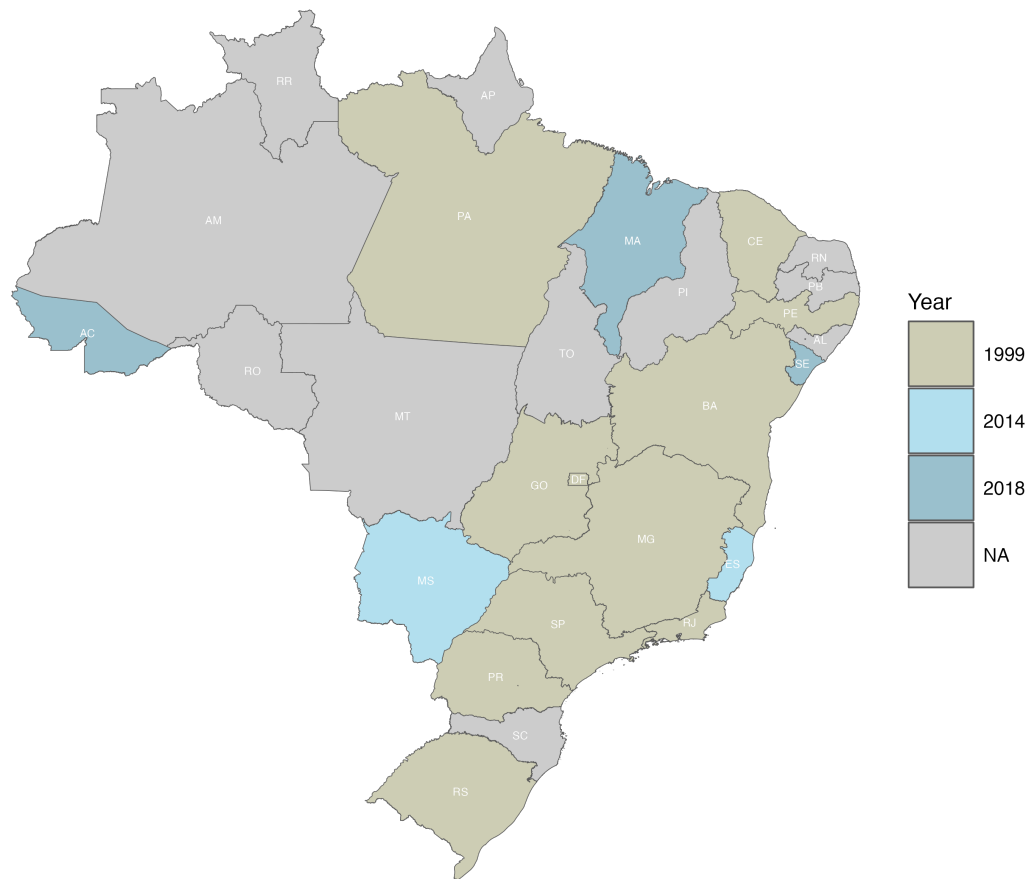 RR
AP
AM
PA
MA
CE
RN
PB
PI
PE
AC
TO
AL
SE
RO
MT
BA
GO
DF
MG
ES
MS
SP
RJ
PR
SC
RS
Year
1999
2014
2018
NA